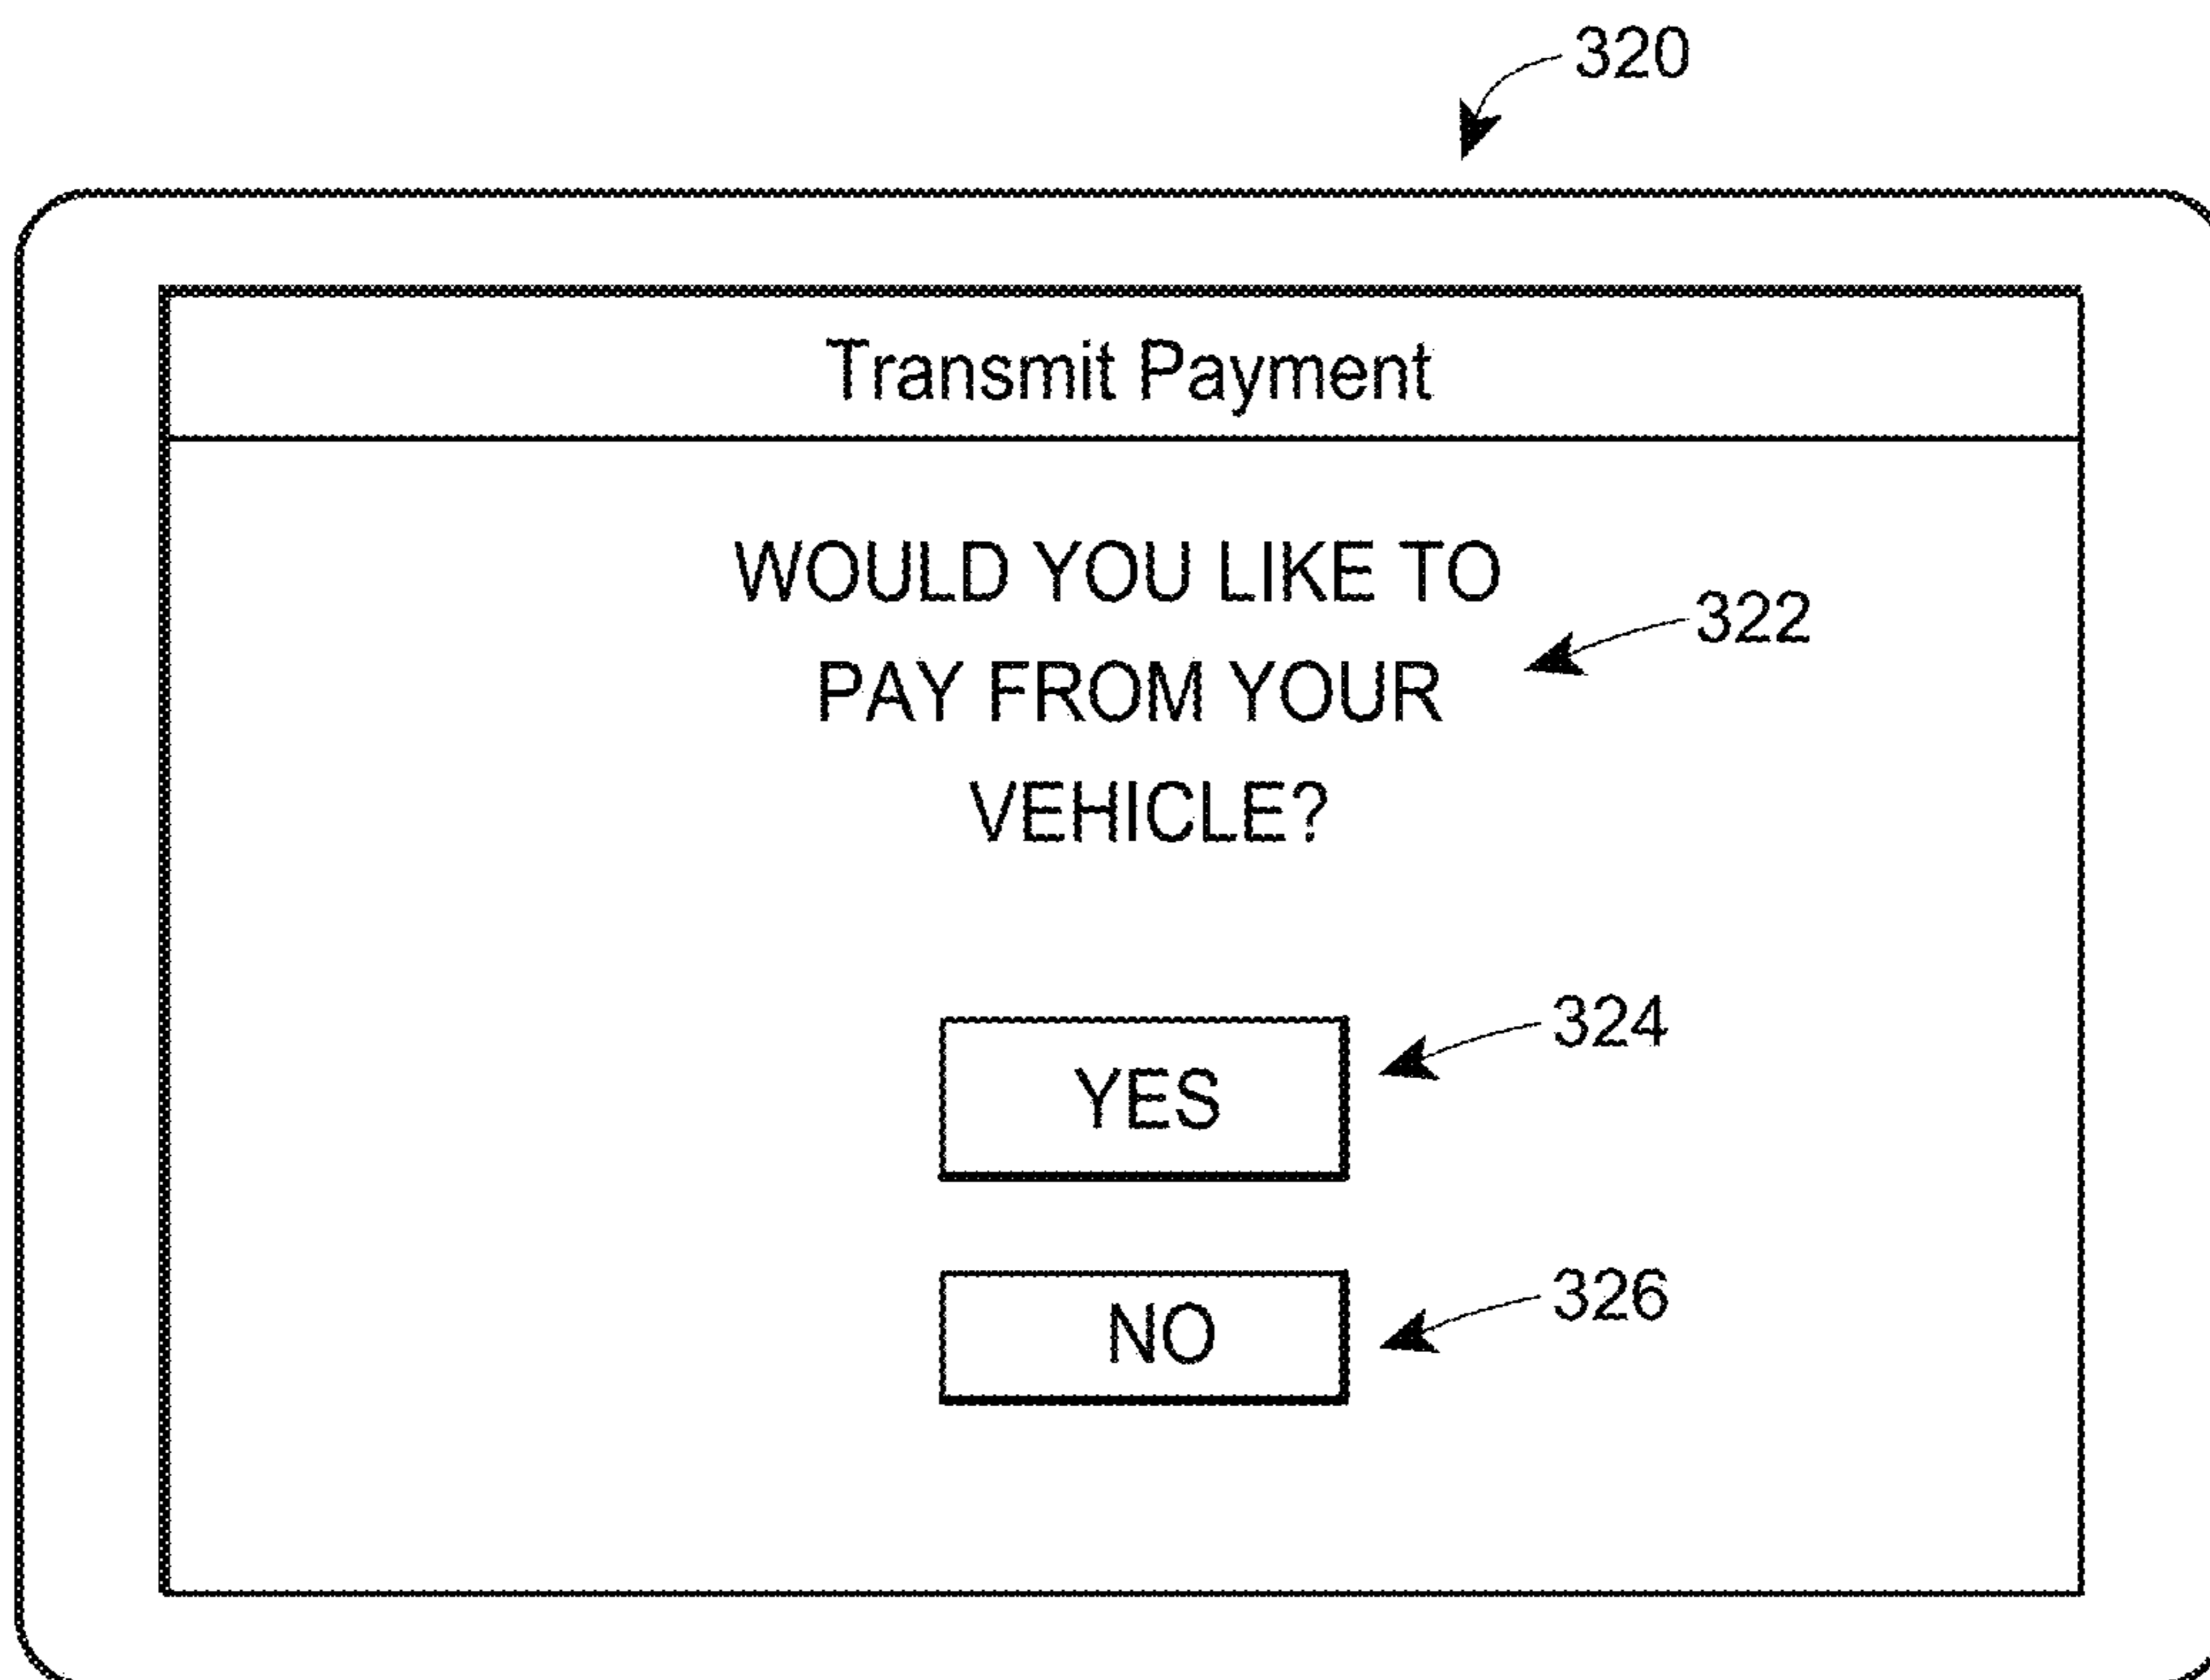 320
Transmit Payment
WOULD YOU LIKE TO
322
PAY FROM YOUR
VEHICLE?
324
YES
326
NO